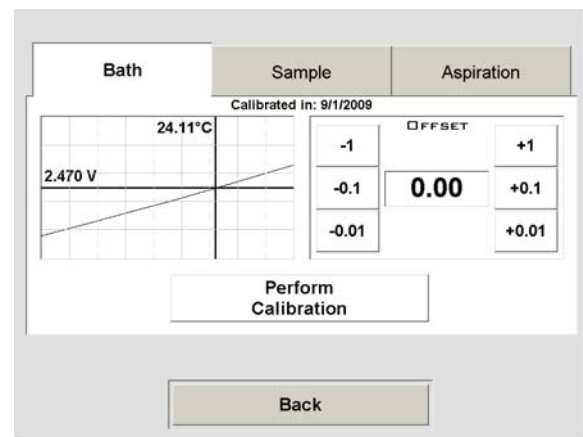 Bath
Sample
Aspiration
Calibrated in: 9/1/2009
24.11°C
2.470 V
OFFSET
-1
+1
-0.1
0.00
+0.1
-0.01
+0.01
Perform
Calibration
Back